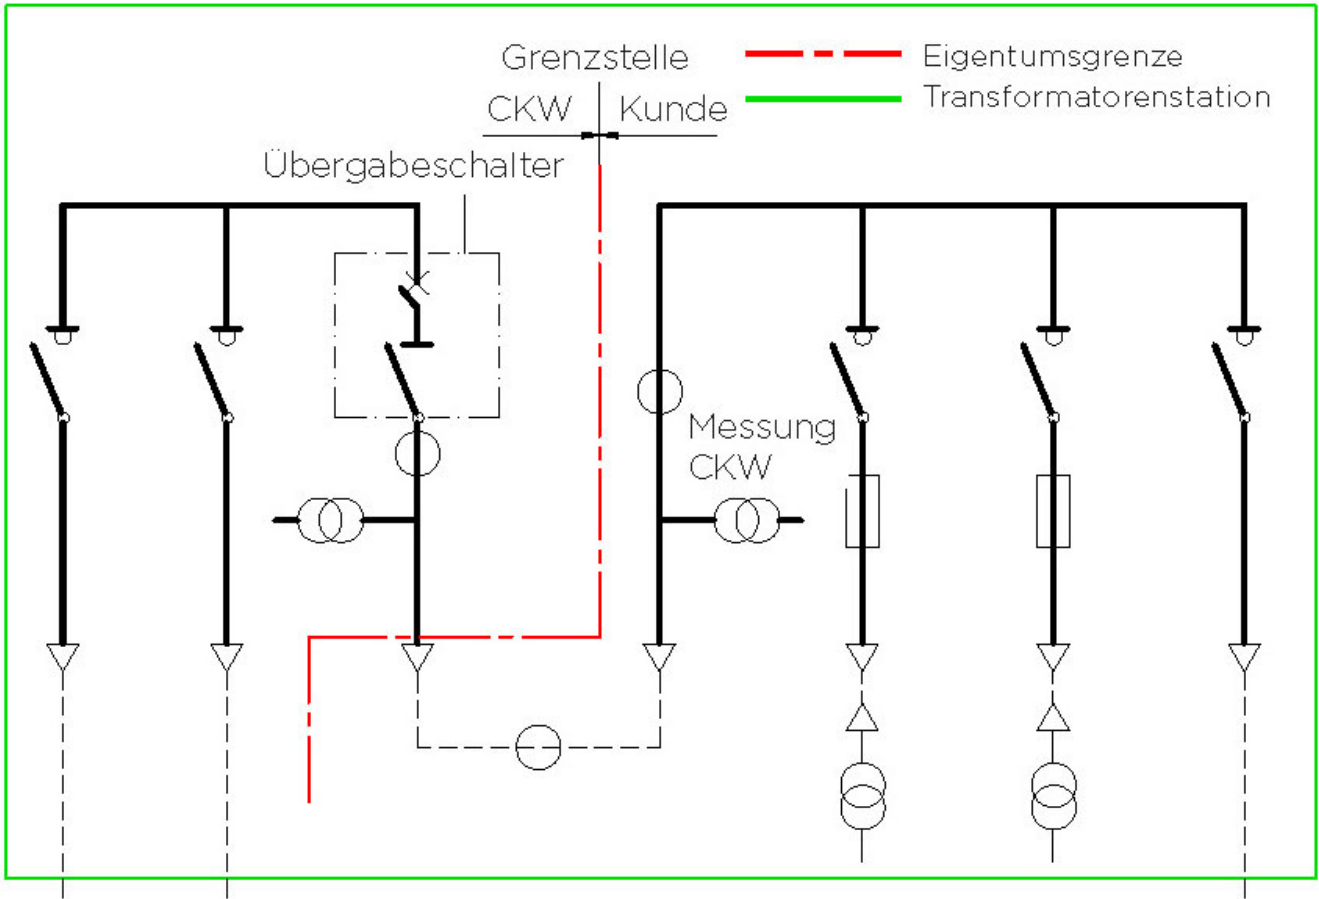 Grenzstelle
CKW Kunde
Eigentumsgrenze
Transformatorenstation
Übergabeschalter
Messung
CKW